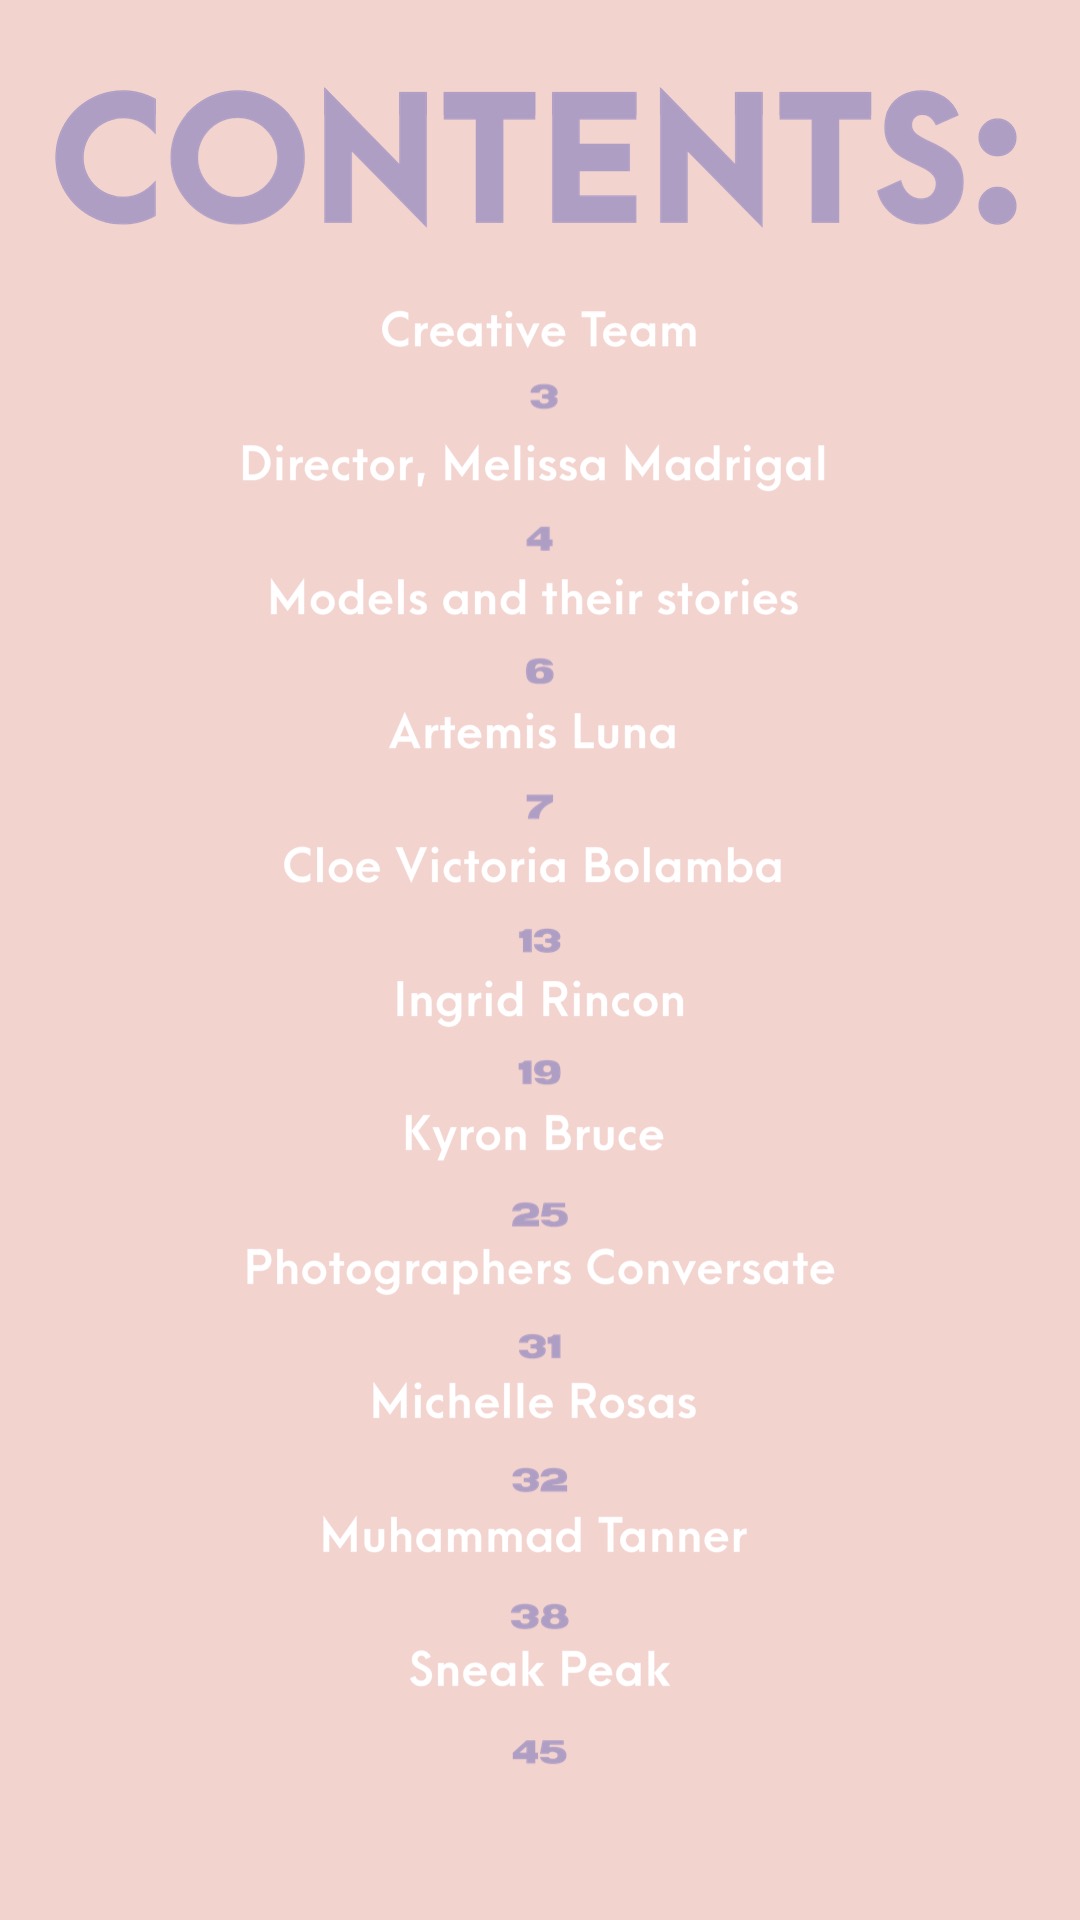 CONTENTS:
Creative Team
3
Director, Melissa Madrigal
4
Models and their stories
6
Artemis Luna
7
Cloe Victoria Bolamba
13
Ingrid Rincon
19
Kyron Bruce
25
Photographers Conversate
31
Michelle Rosas
32
Muhammad Tanner
38
Sneak Peak
45